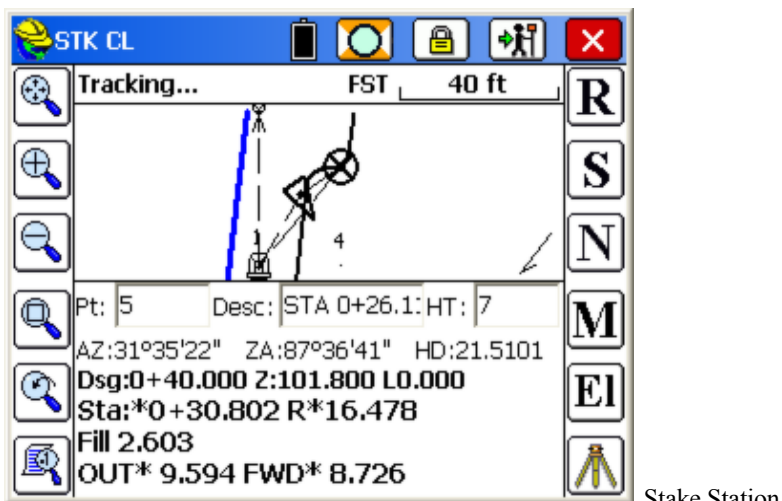 STK CL
Tracking... FST 40 ft
R
S
N
M
El
1 4
Pt: 5 Desc: STA 0+26.1 HT: 7
AZ:31°35'22" ZA:87°36'41" HD:21.5101
Dsg:0+40.000 Z:101.800 L0.000
Sta:*0+30.802 R*16.478
Fill 2.603
OUT* 9.594 FWD* 8.726
Stake Station